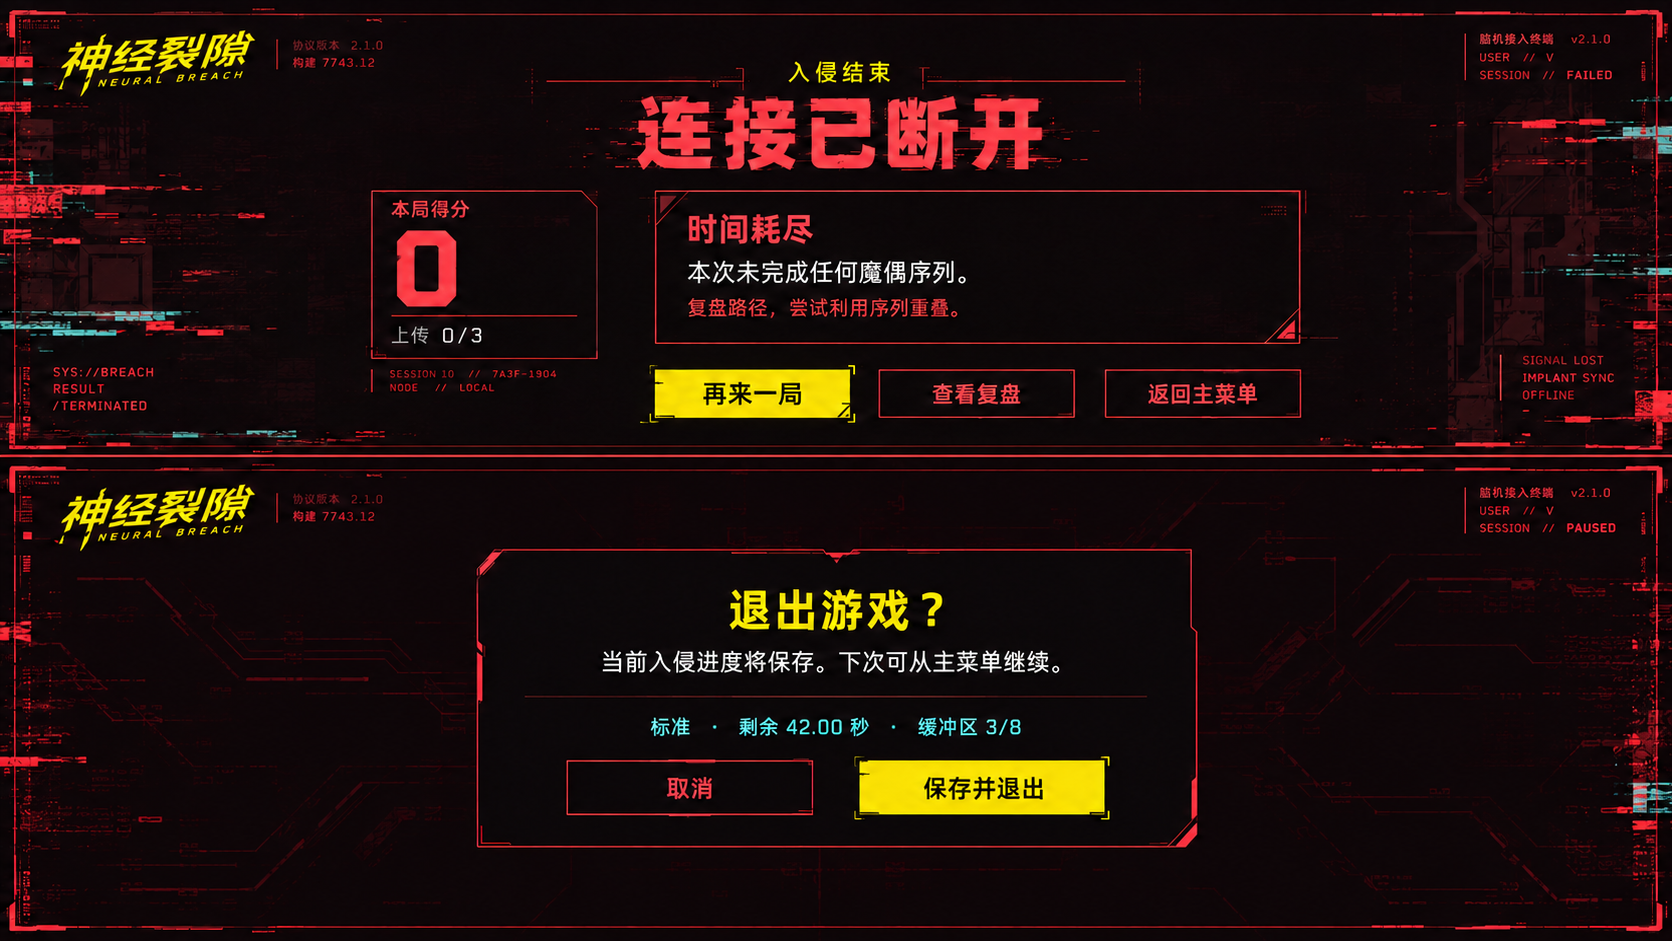 神经裂隙
NEURAL BREACH
协议版本 2.1.0
构建 7743.12
脑机接入终端 v2.1.0
USER // V
SESSION // FAILED
入侵结束
连接已断开
本局得分
0
上传 0/3
SESSION 10 // 7A3F-1904
NODE // LOCAL
时间耗尽
本次未完成任何魔偶序列。
复盘路径，尝试利用序列重叠。
再来一局
查看复盘
返回主菜单
SYS://BREACH
RESULT
/TERMINATED
SIGNAL LOST
IMPLANT SYNC
OFFLINE
神经裂隙
NEURAL BREACH
协议版本 2.1.0
构建 7743.12
脑机接入终端 v2.1.0
USER // V
SESSION // PAUSED
退出游戏？
当前入侵进度将保存。下次可从主菜单继续。
标准 · 剩余 42.00 秒 · 缓冲区 3/8
取消
保存并退出